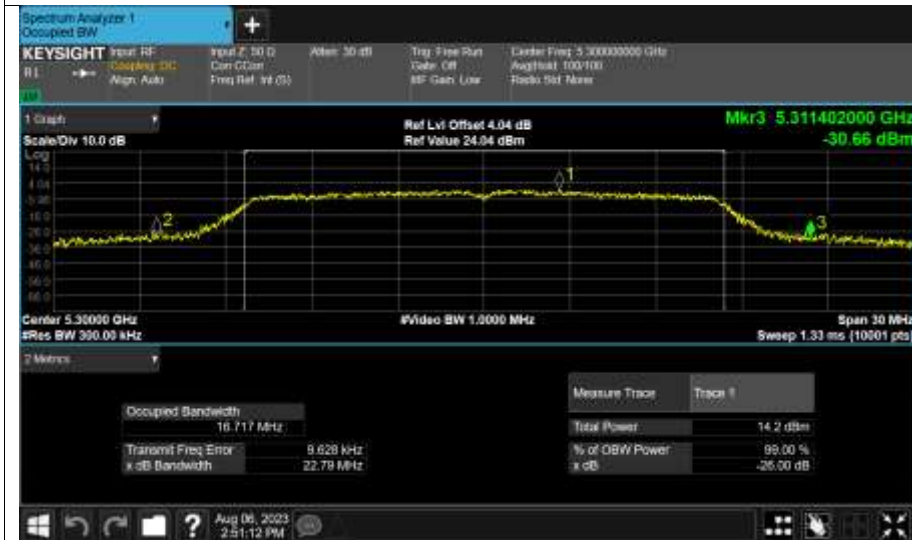 Spectrum Analyzer 1
Occupied BW
+
KEYSIGHT Input: RF Input Z: 50 Ω Atten: 30 dB Trig: Free Run Center Freq: 5.300000000 GHz
Coupling: DC Corr CCorr Gate: Off Avg|Hold: 100/100
Align: Auto Freq Ref: Int (S) #IF Gain: Low Radio Std: None
1 Graph
Scale/Div 10.0 dB
Ref Lvl Offset 4.04 dB
Ref Value 24.04 dBm
Mkr3 5.311402000 GHz
-30.66 dBm
Log
14.0
4.04
1
2
3
Center 5.30000 GHz #Video BW 1.0000 MHz Span 30 MHz
#Res BW 300.00 kHz Sweep 1.33 ms (10001 pts)
2 Metrics
Measure Trace Trace 1
Occupied Bandwidth
16.717 MHz Total Power 14.2 dBm
Transmit Freq Error 9.628 kHz % of OBW Power 99.00 %
x dB Bandwidth 22.79 MHz x dB -26.00 dB
? Aug 06, 2023
2:51:12 PM